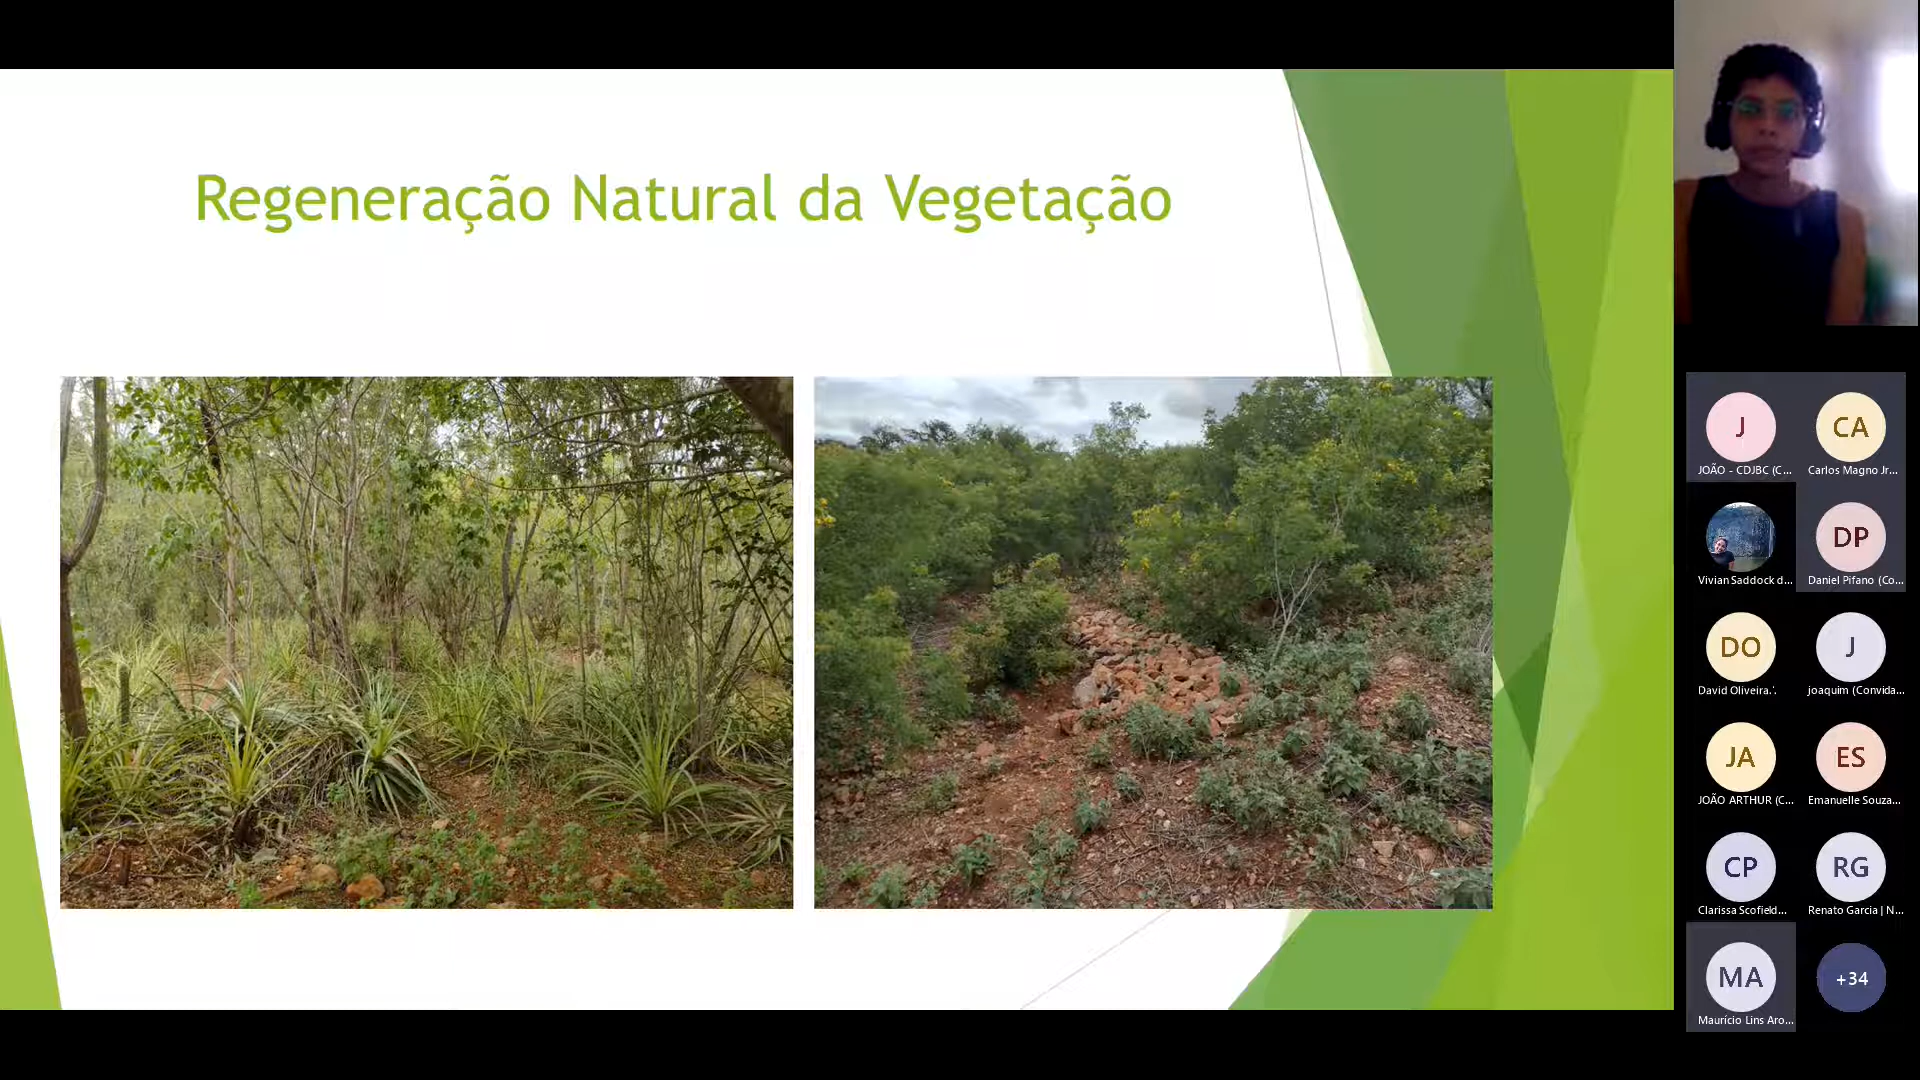 Regeneração Natural da Vegetação
J
CA
JOÃO - CDJBC (C...
Carlos Magno Jr...
DP
Vivian Saddock d...
Daniel Pifano (Co...
DO
J
David Oliveira.'.
joaquim (Convida...
JA
ES
JOÃO ARTHUR (C...
Emanuelle Souza...
CP
RG
Clarissa Scofield...
Renato Garcia | N...
MA
+34
Maurício Lins Aro...